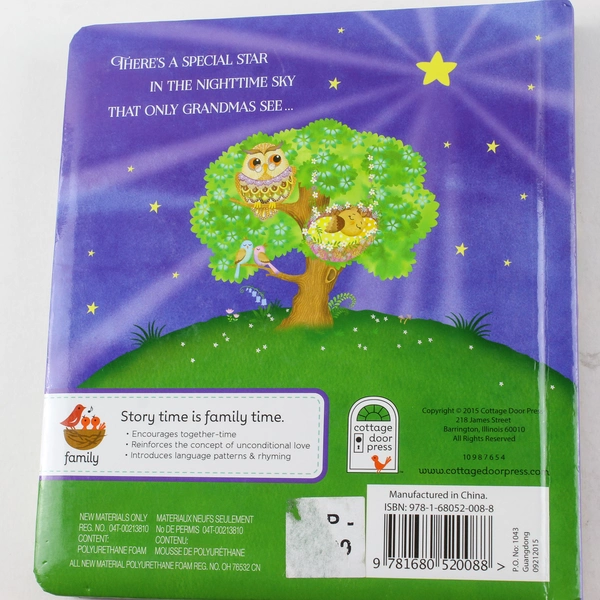 THERE'S A SPECIAL STAR
IN THE NIGHTTIME SKY
THAT ONLY GRANDMAS SEE...
Story time is family time.
• Encourages together-time
• Reinforces the concept of unconditional love
• Introduces language patterns & rhyming
family
cottage
door
press
Copyright © 2015 Cottage Door Press
218 James Street
Barrington, Illinois 60010
All Rights Reserved
10 9 8 7 6 5 4
www.cottagedoorpress.com
NEW MATERIALS ONLY
REG. NO. 04T-00213810
CONTENT:
POLYURETHANE FOAM
MATÉRIAUX NEUFS SEULEMENT
No DE PERMIS 04T-00213810
CONTENU:
MOUSSE DE POLYURÉTHANE
ALL NEW MATERIAL POLYURETHANE FOAM REG. NO. OH 76532 CN
Manufactured in China.
ISBN: 978-1-68052-008-8
9 781680 520088
P.O. No: 1043
Guangdong
09212015